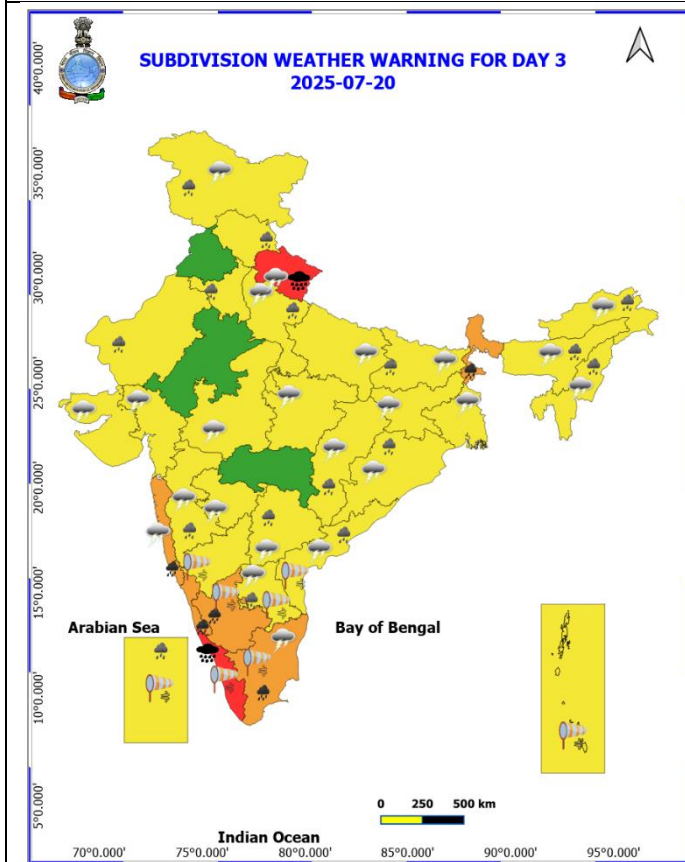 SUBDIVISION WEATHER WARNING FOR DAY 3
2025-07-20
40°0.000'
35°0.000'
30°0.000'
25°0.000'
20°0.000'
15°0.000'
10°0.000'
5°0.000'
Arabian Sea
Bay of Bengal
0 250 500 km
Indian Ocean
70°0.000' 75°0.000' 80°0.000' 85°0.000' 90°0.000' 95°0.000'